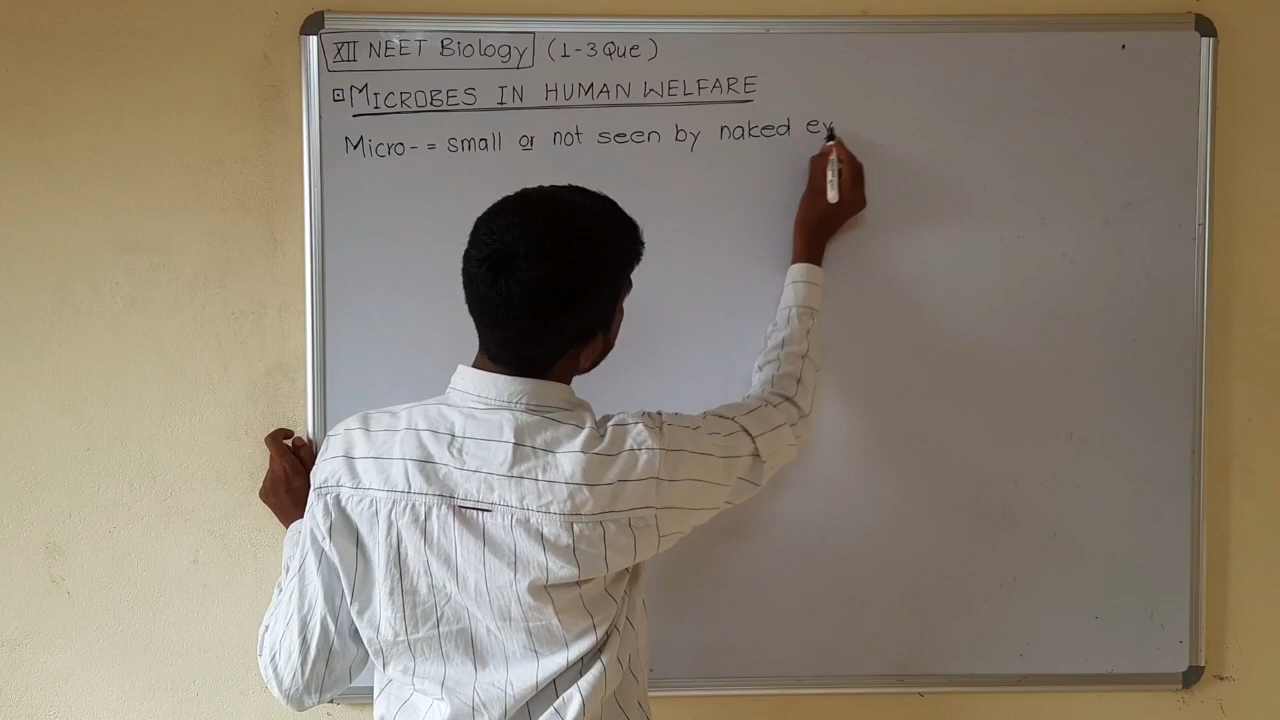 XII NEET Biology (1-3 Que)
MICROBES IN HUMAN WELFARE
Micro- = small or not seen by naked ey